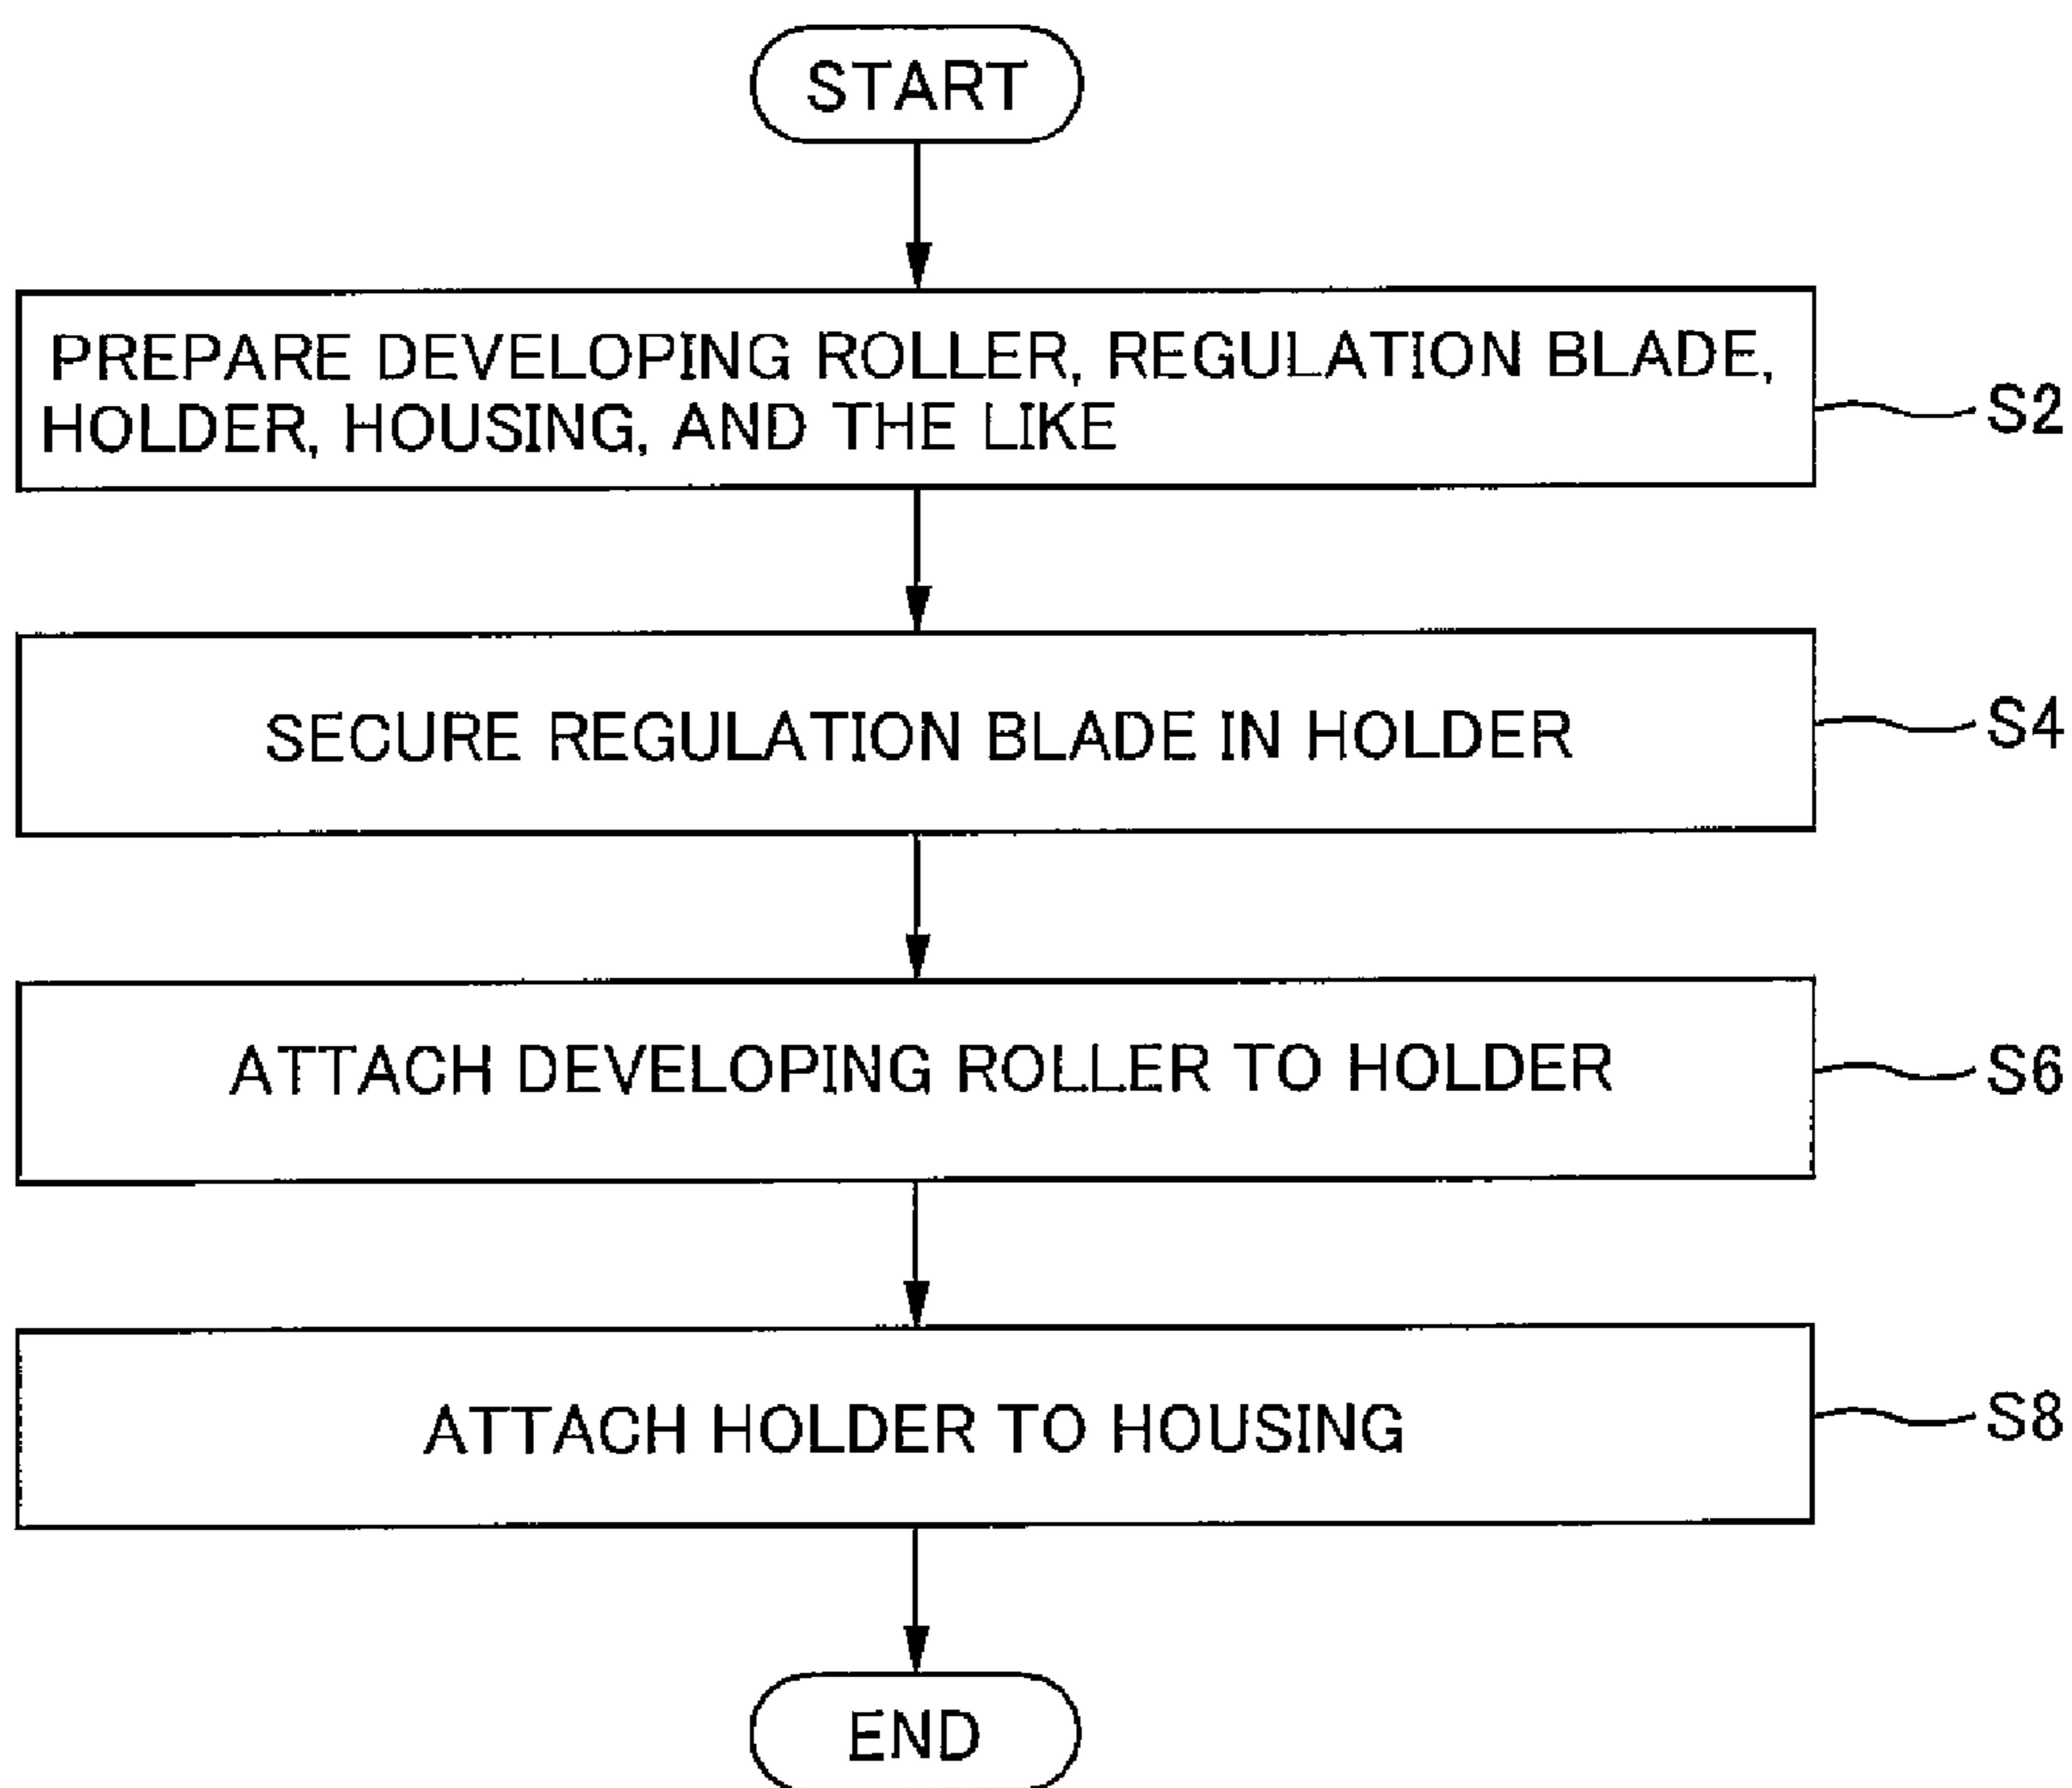 START
PREPARE DEVELOPING ROLLER, REGULATION BLADE,
HOLDER, HOUSING, AND THE LIKE
S2
SECURE REGULATION BLADE IN HOLDER
S4
ATTACH DEVELOPING ROLLER TO HOLDER
S6
ATTACH HOLDER TO HOUSING
S8
END